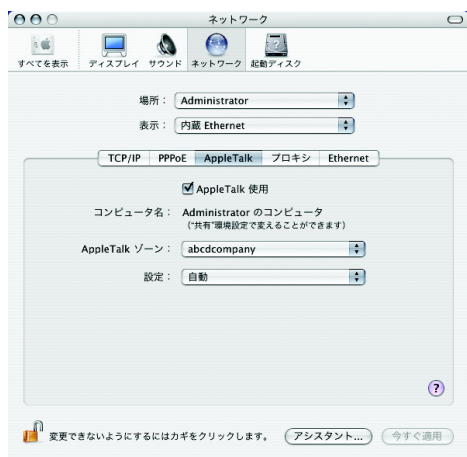 ネットワーク
すべてを表示 ディスプレイ サウンド ネットワーク 起動ディスク
場所： Administrator
表示： 内蔵 Ethernet
TCP/IP PPPoE AppleTalk プロキシ Ethernet
AppleTalk 使用
コンピュータ名： Administrator のコンピュータ
("共有"環境設定で変えることができます)
AppleTalk ゾーン： abcdcompany
設定： 自動
?
変更できないようにするにはカギをクリックします。 アシスタント... 今すぐ適用